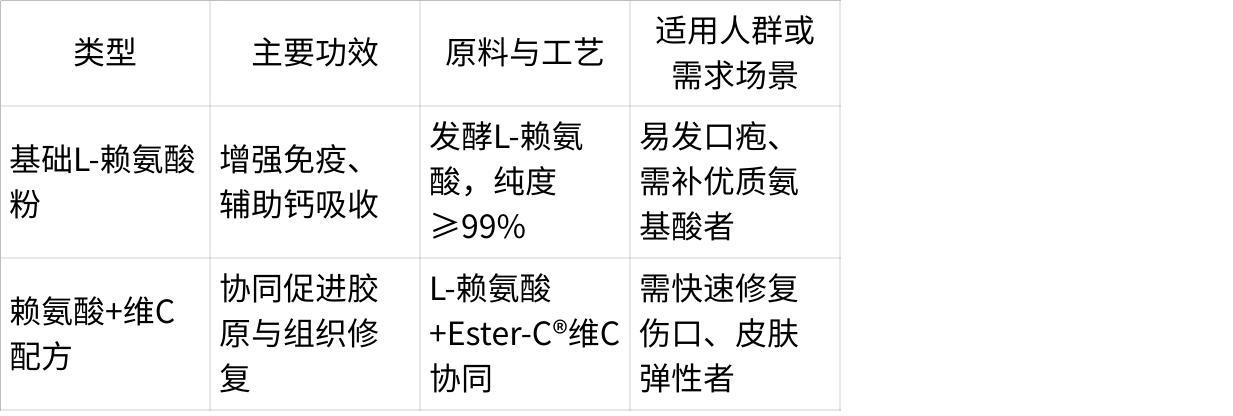 类型
主要功效
原料与工艺
适用人群或
需求场景
基础L-赖氨酸
粉
增强免疫、
辅助钙吸收
发酵L-赖氨
酸，纯度
≥99%
易发口疱、
需补优质氨
基酸者
赖氨酸+维C
配方
协同促进胶
原与组织修
复
L-赖氨酸
+Ester-C®维C
协同
需快速修复
伤口、皮肤
弹性者